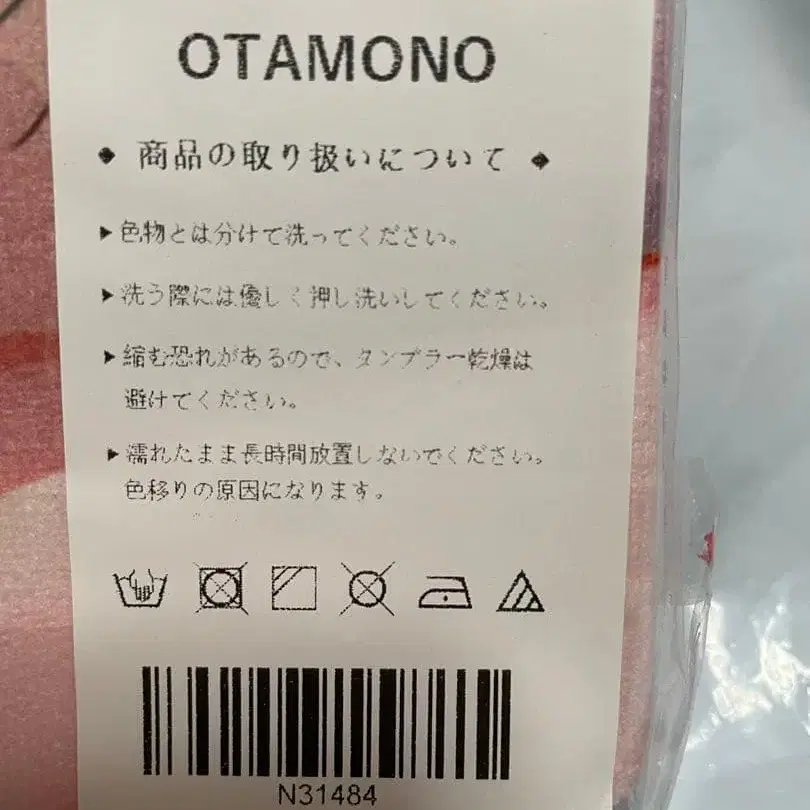 OTAMONO
◆ 商品の取り扱いについて ◆
▶色物とは分けて洗ってください。
▶洗う際には優しく押し洗いしてください。
▶縮む恐れがあるので、タンブラー乾燥は
避けてください。
▶濡れたまま長時間放置しないでください。
色移りの原因になります。
N31484